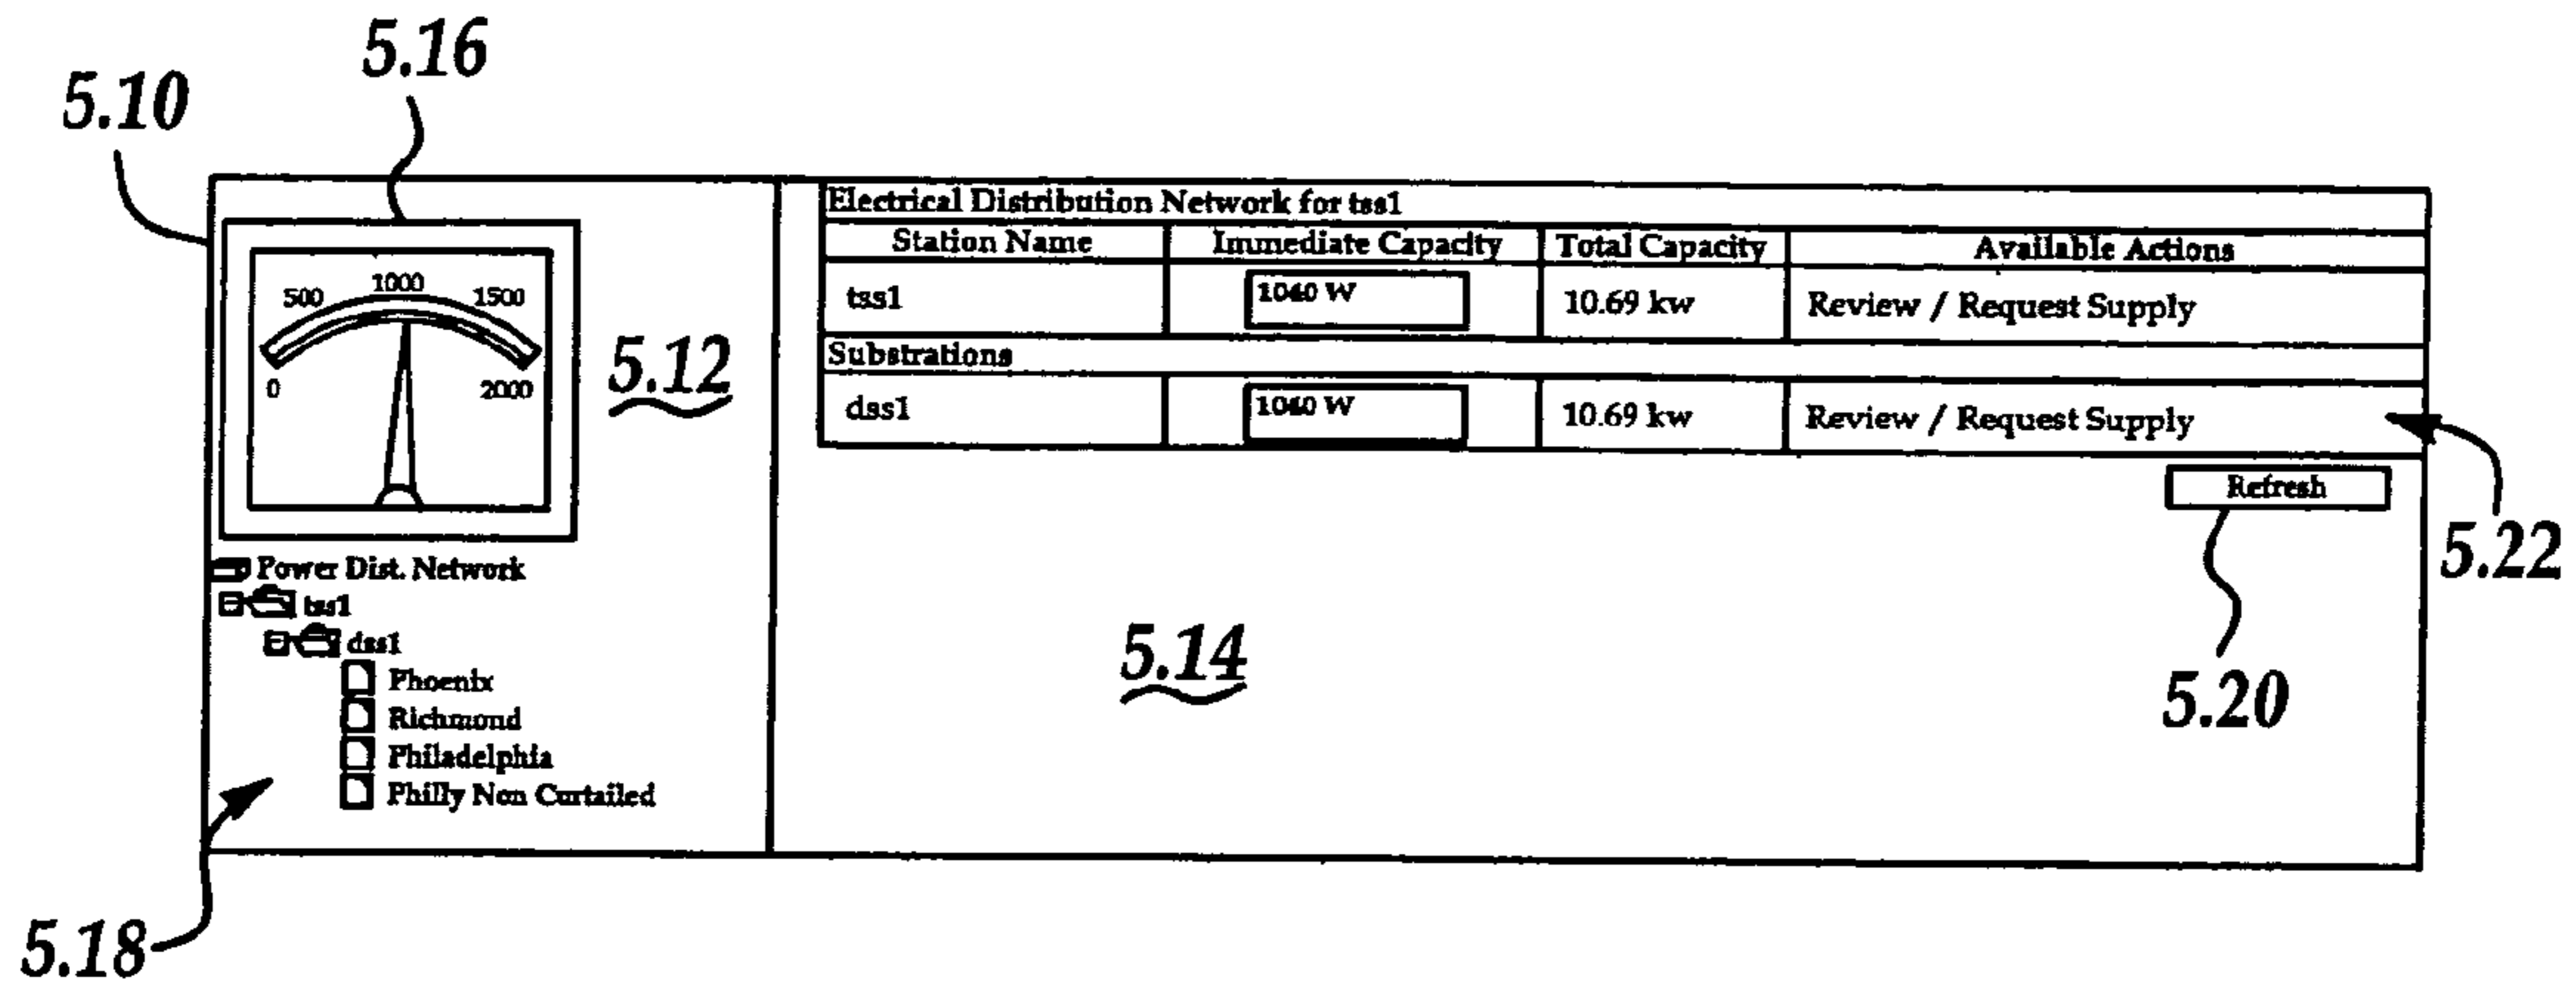 5.16
5.10
500 1000 1500
0 2000
5.12
Power Dist. Network
tss1
dss1
Phoenix
Richmond
Philadelphia
Philly Non Curtailed
5.18
Electrical Distribution Network for tss1
Station Name Immediate Capacity Total Capacity Available Actions
tss1 1040 W 10.69 kw Review / Request Supply
Substrations
dss1 1040 W 10.69 kw Review / Request Supply
Refresh
5.22
5.14
5.20